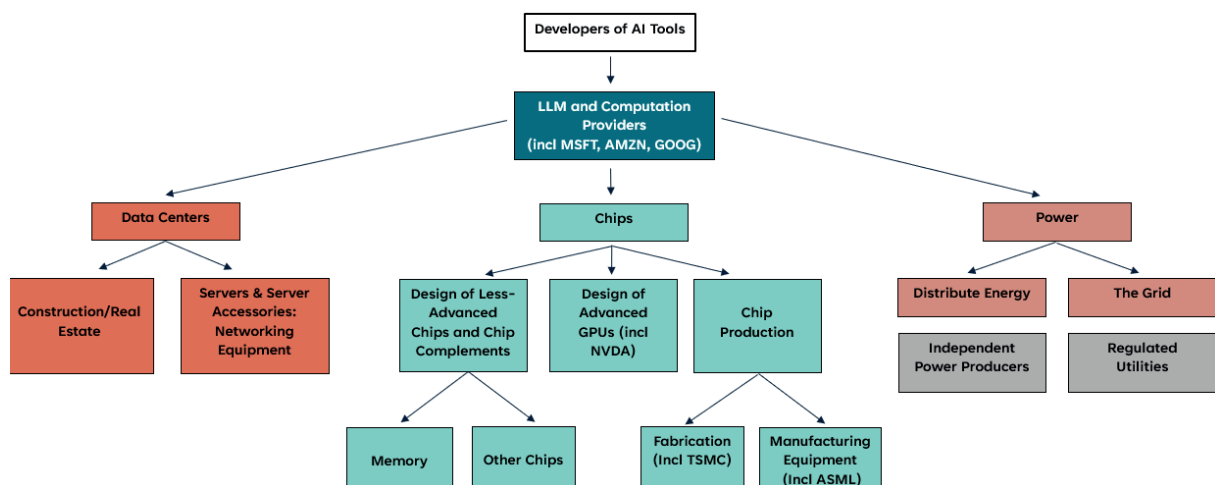 Developers of AI Tools
LLM and Computation
Providers
(incl MSFT, AMZN, GOOG)
Data Centers
Chips
Power
Construction/Real
Estate
Servers & Server
Accessories:
Networking
Equipment
Design of Less-
Advanced
Chips and Chip
Complements
Design of
Advanced
GPUs (incl
NVDA)
Chip
Production
Distribute Energy
The Grid
Independent
Power Producers
Regulated
Utilities
Memory
Other Chips
Fabrication
(Incl TSMC)
Manufacturing
Equipment
(Incl ASML)